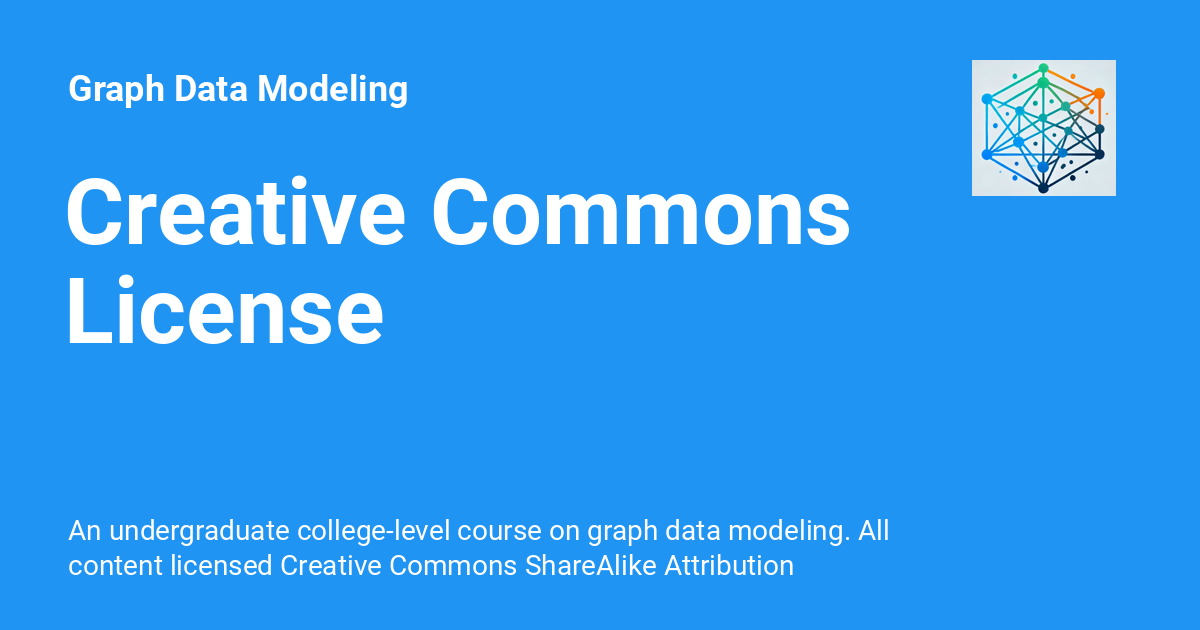 Graph Data Modeling
Creative Commons
License
An undergraduate college-level course on graph data modeling. All
content licensed Creative Commons ShareAlike Attribution